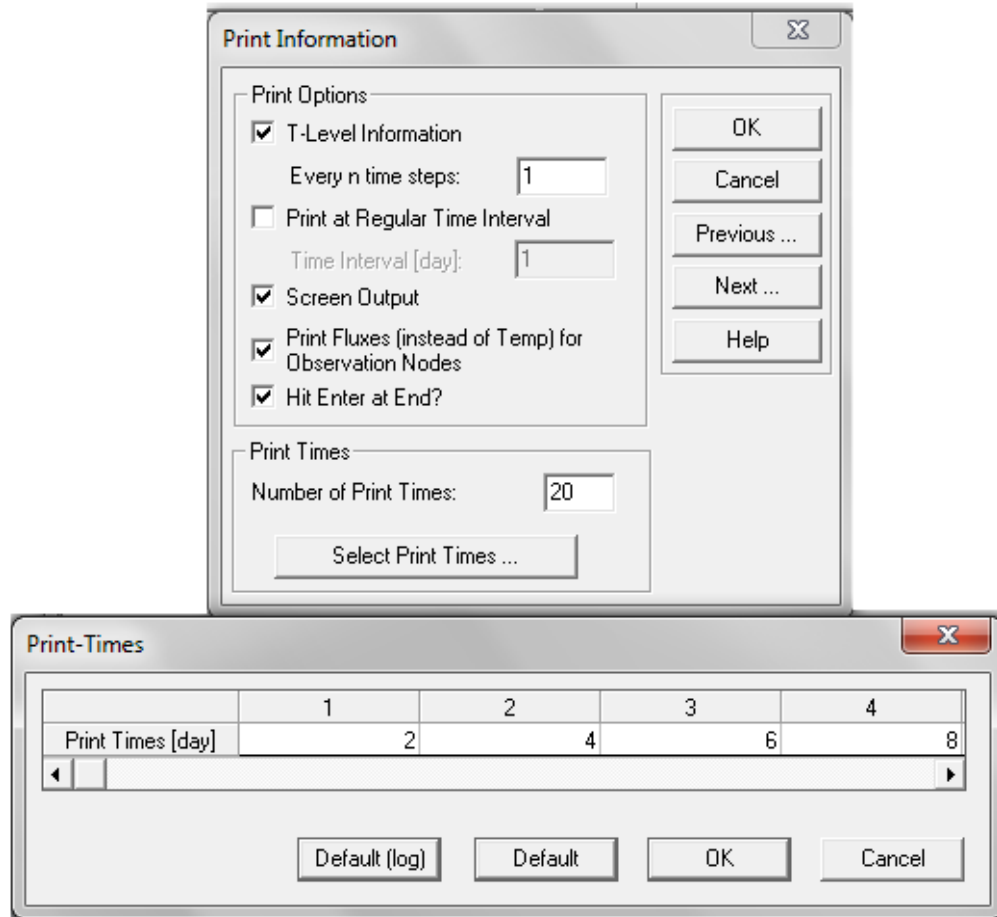 Print Information
Print Options
T-Level Information
Every n time steps: 1
Print at Regular Time Interval
Time Interval [day]: 1
Screen Output
Print Fluxes (instead of Temp) for
Observation Nodes
Hit Enter at End?
OK
Cancel
Previous ...
Next ...
Help
Print Times
Number of Print Times: 20
Select Print Times ...
Print-Times
1 2 3 4
Print Times [day] 2 4 6 8
Default (log) Default OK Cancel